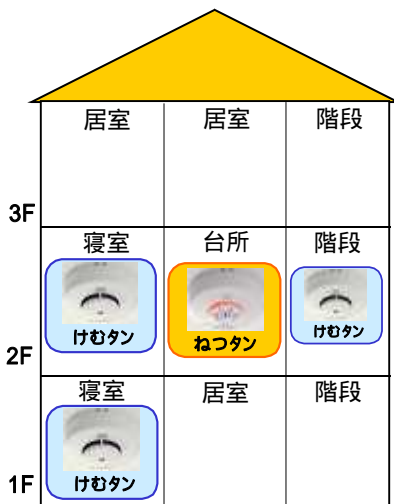 居室 居室 階段
3F
寝室 台所 階段
けむタン ねつタン けむタン
2F
寝室 居室 階段
けむタン
1F